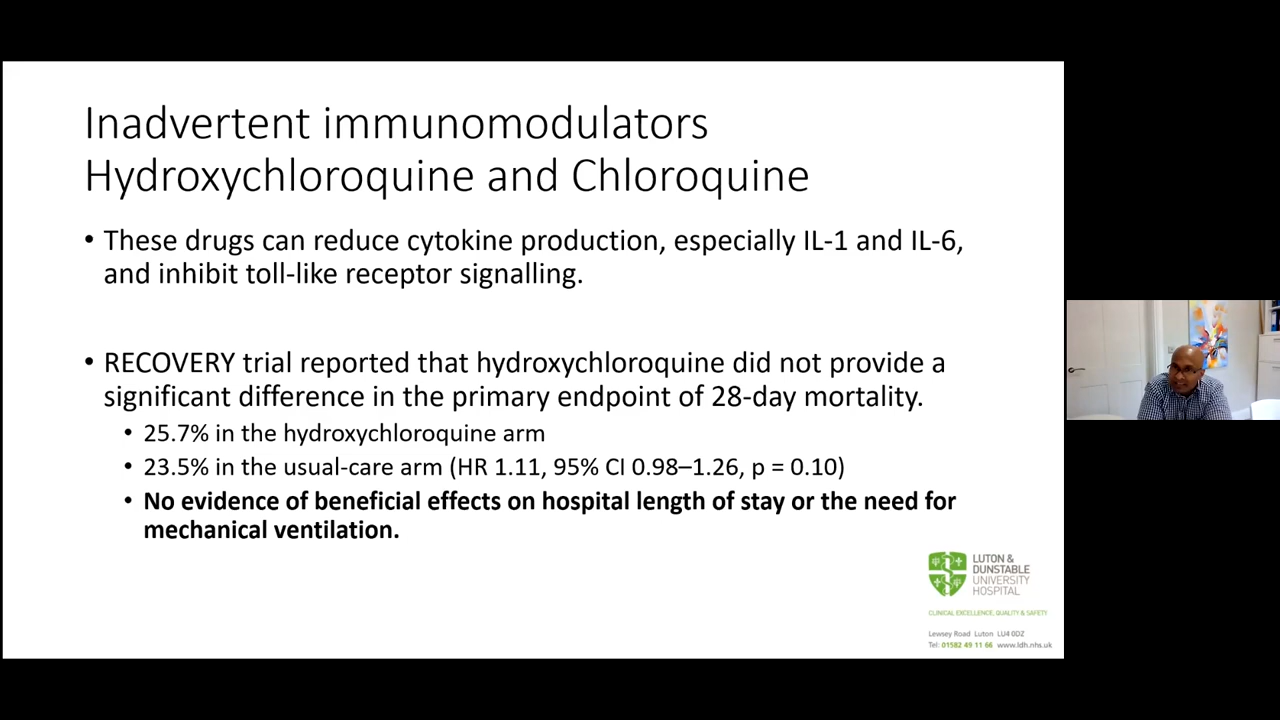 Inadvertent immunomodulators
Hydroxychloroquine and Chloroquine
• These drugs can reduce cytokine production, especially IL-1 and IL-6,
and inhibit toll-like receptor signalling.
• RECOVERY trial reported that hydroxychloroquine did not provide a
significant difference in the primary endpoint of 28-day mortality.
• 25.7% in the hydroxychloroquine arm
• 23.5% in the usual-care arm (HR 1.11, 95% CI 0.98–1.26, p = 0.10)
• No evidence of beneficial effects on hospital length of stay or the need for
mechanical ventilation.
LUTON &
DUNSTABLE
UNIVERSITY
HOSPITAL
CLINICAL EXCELLENCE, QUALITY & SAFETY
Lewsey Road Luton LU4 0DZ
Tel: 01582 49 11 66 www.ldh.nhs.uk